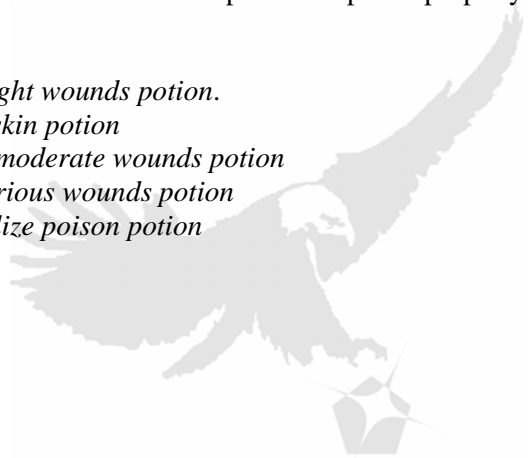 ght wounds potion.
kin potion
moderate wounds potion
rious wounds potion
lize poison potion